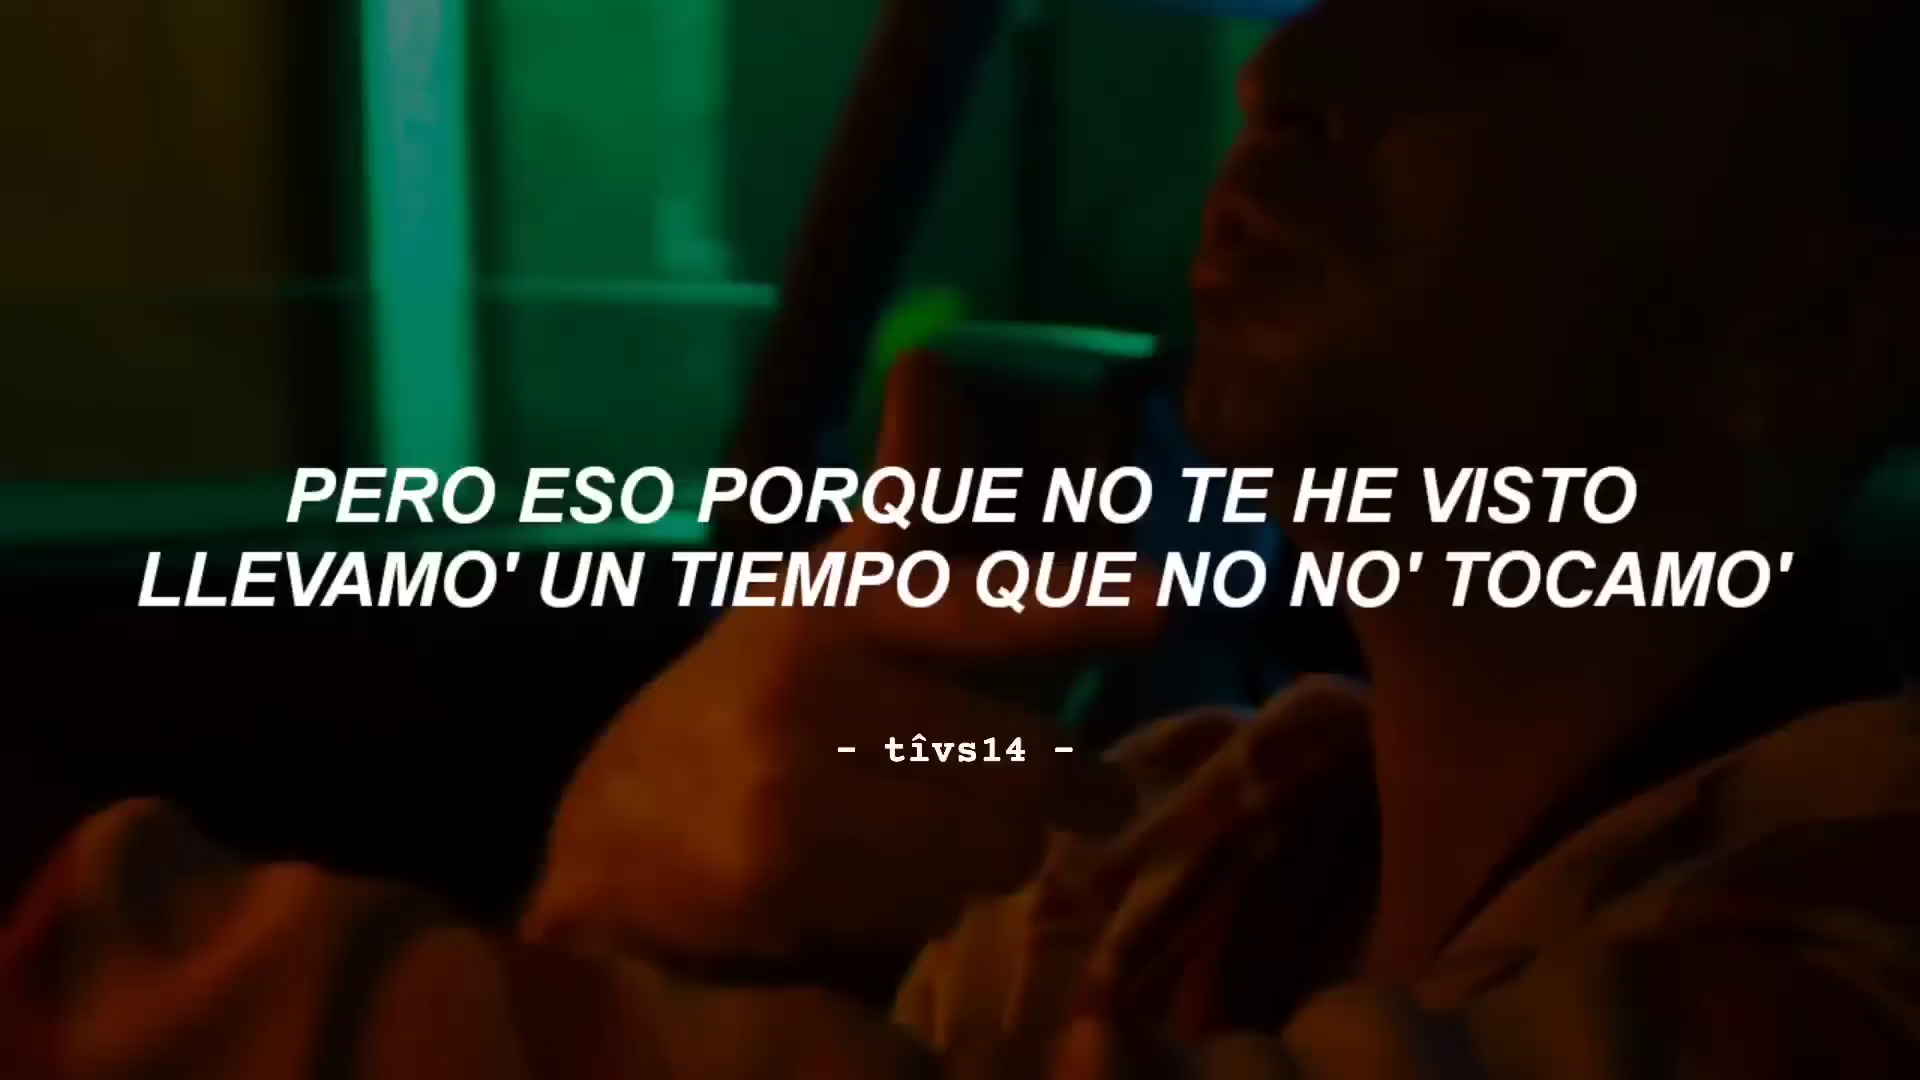 PERO ESO PORQUE NO TE HE VISTO
LLEVAMO' UN TIEMPO QUE NO NO' TOCAMO'
- tîvs14 -